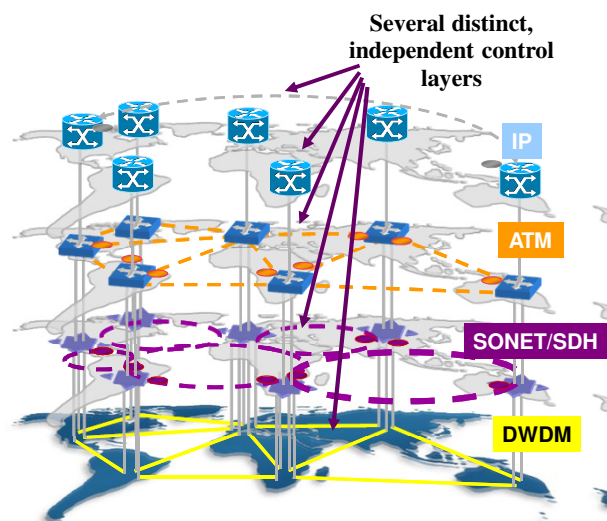 Several distinct,
independent control
layers
IP
ATM
SONET/SDH
DWDM